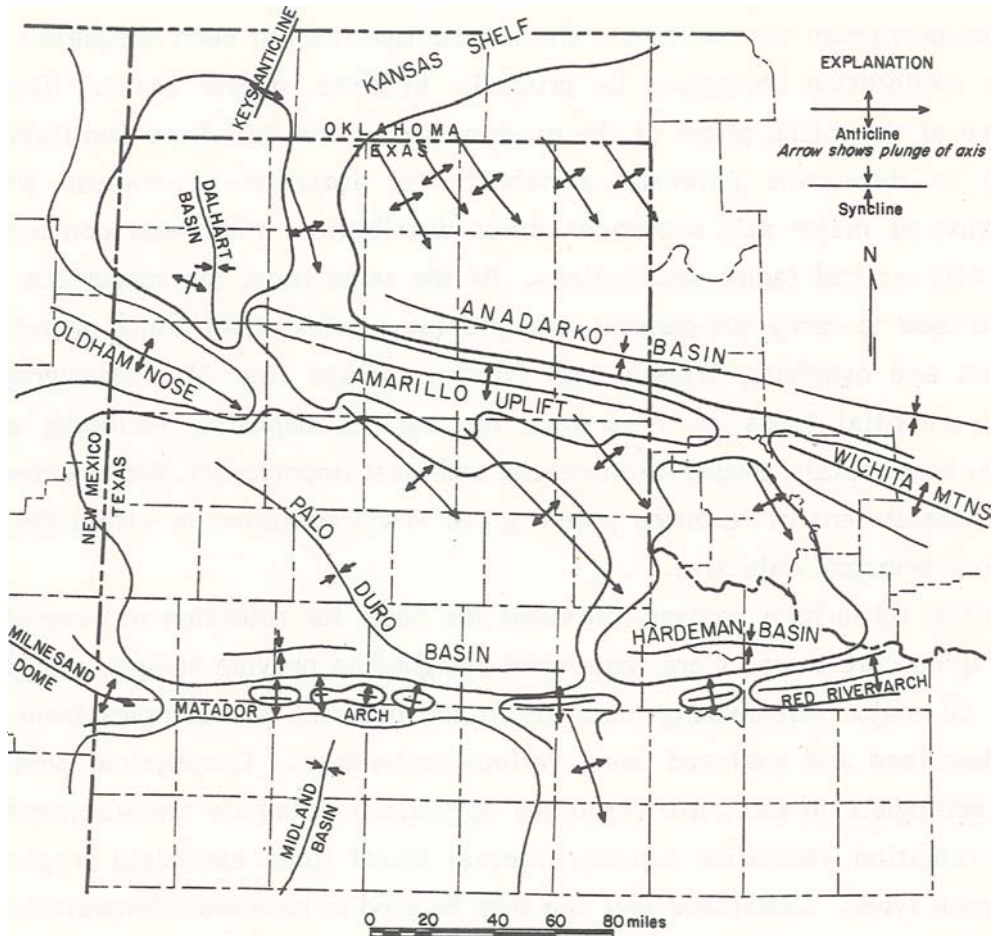 KANSAS SHELF
KEYES ANTICLINE
OKLAHOMA
TEXAS
EXPLANATION
Anticline
Arrow shows plunge of axis
Syncline
N
DALHART
BASIN
ANADARKO BASIN
OLDHAM NOSE
AMARILLO UPLIFT
WICHITA MTNS
NEW MEXICO
TEXAS
PALO DURO BASIN
HARDEMAN BASIN
MILNESAND
DOME
MATADOR ARCH
RED RIVER ARCH
MIDLAND
BASIN
0 20 40 60 80 miles